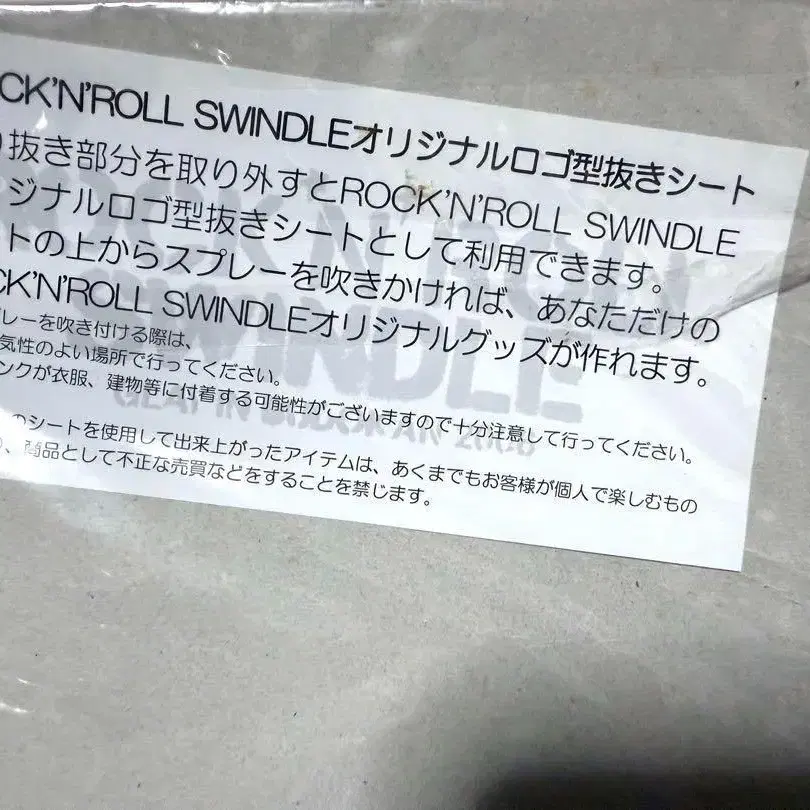 CK'N'ROLL SWINDLEオリジナルロゴ型抜きシート
り抜き部分を取り外すとROCK'N'ROLL SWINDLE
ジナルロゴ型抜きシートとして利用できます。
トの上からスプレーを吹きかければ、あなただけの
CK'N'ROLL SWINDLEオリジナルグッズが作れます。
プレーを吹き付ける際は、
気性のよい場所で行ってください。
ンクが衣服、建物等に付着する可能性がございますので十分注意して行ってください。
のシートを使用して出来上がったアイテムは、あくまでもお客様が個人で楽しむもの
、商品として不正な売買などをすることを禁じます。
ROCK'N'ROLL
SWINDLE